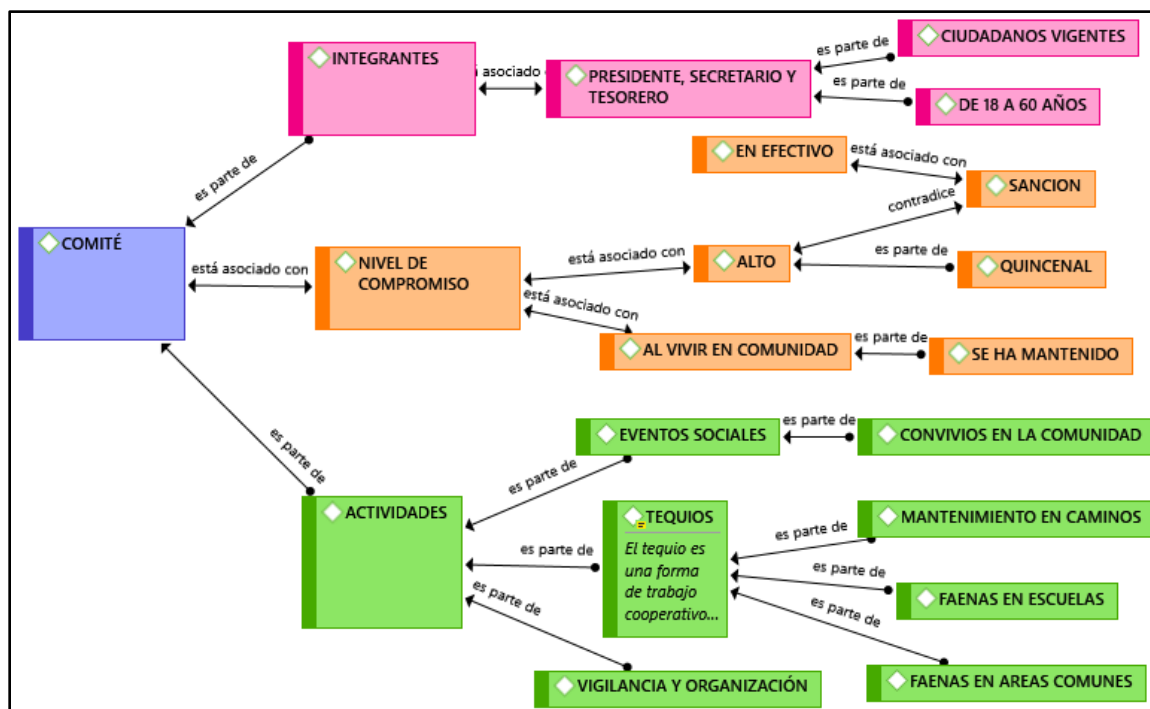 CIUDADANOS VIGENTES
es parte de
INTEGRANTES
á asociado
PRESIDENTE, SECRETARIO Y
TESORERO
es parte de
DE 18 A 60 AÑOS
es parte de
EN EFECTIVO
está asociado con
SANCION
contradice
COMITÉ
está asociado con
NIVEL DE
COMPROMISO
está asociado con
ALTO
es parte de
QUINCENAL
está asociado con
AL VIVIR EN COMUNIDAD
es parte de
SE HA MANTENIDO
es parte de
EVENTOS SOCIALES
es parte de
CONVIVIOS EN LA COMUNIDAD
es parte de
ACTIVIDADES
es parte de
TEQUIOS
El tequio es
una forma
de trabajo
cooperativo...
es parte de
MANTENIMIENTO EN CAMINOS
es parte de
FAENAS EN ESCUELAS
es parte de
FAENAS EN AREAS COMUNES
es parte de
VIGILANCIA Y ORGANIZACIÓN